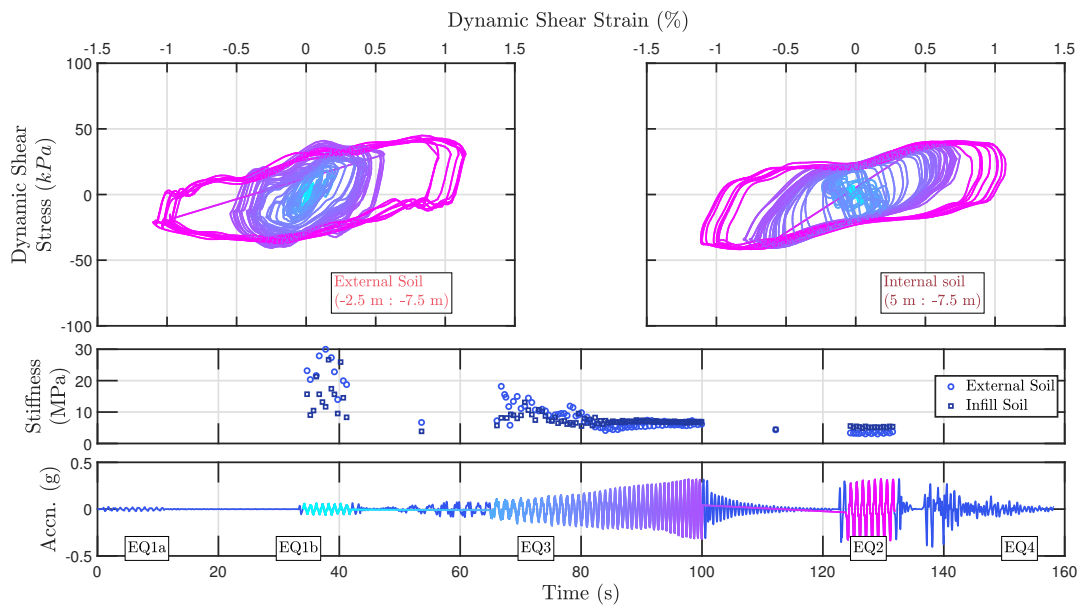 Dynamic Shear Strain (%)
-1.5 -1 -0.5 0 0.5 1 1.5
-1.5 -1 -0.5 0 0.5 1 1.5
Dynamic Shear
Stress (kPa)
100
50
0
-50
-100
External Soil
(-2.5 m : -7.5 m)
Internal soil
(5 m : -7.5 m)
Stiffness
(MPa)
30
20
10
0
External Soil
Infill Soil
Accn. (g)
0.5
0
-0.5
EQ1a EQ1b EQ3 EQ2 EQ4
0 20 40 60 80 100 120 140 160
Time (s)